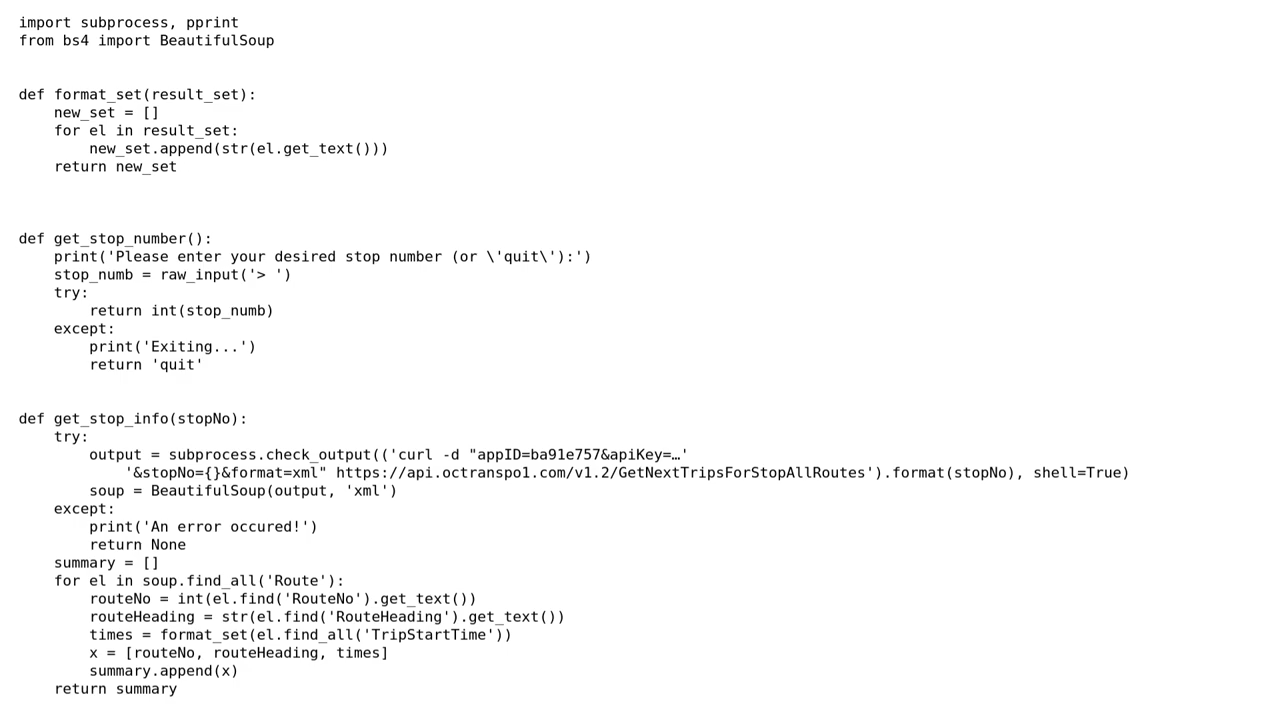 import subprocess, pprint
from bs4 import BeautifulSoup
def format_set(result_set):
    new_set = []
    for el in result_set:
        new_set.append(str(el.get_text()))
    return new_set
def get_stop_number():
    print('Please enter your desired stop number (or \'quit\'):')
    stop_numb = raw_input('> ')
    try:
        return int(stop_numb)
    except:
        print('Exiting...')
        return 'quit'
def get_stop_info(stopNo):
    try:
        output = subprocess.check_output(('curl -d "appID=ba91e757&apiKey=…'
            '&stopNo={}&format=xml" https://api.octranspo1.com/v1.2/GetNextTripsForStopAllRoutes').format(stopNo), shell=True)
        soup = BeautifulSoup(output, 'xml')
    except:
        print('An error occured!')
        return None
    summary = []
    for el in soup.find_all('Route'):
        routeNo = int(el.find('RouteNo').get_text())
        routeHeading = str(el.find('RouteHeading').get_text())
        times = format_set(el.find_all('TripStartTime'))
        x = [routeNo, routeHeading, times]
        summary.append(x)
    return summary